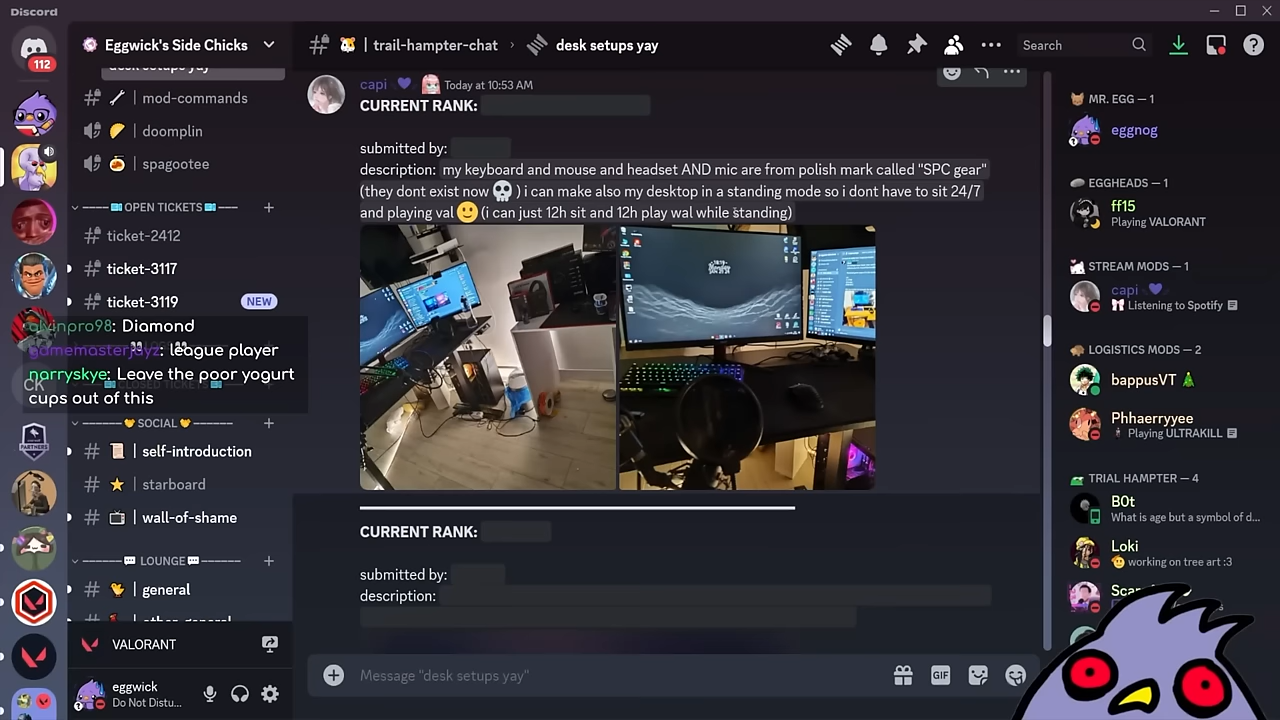 Discord
112
Eggwick's Side Chicks
desk setups yay
mod-commands
doomplin
spagootee
OPEN TICKETS
ticket-2412
ticket-3117
ticket-3119
NEW
alvinpro98: Diamond
gamemasterjayz: league player
narryskye: Leave the poor yogurt
cups out of this
CK
SOCIAL
self-introduction
starboard
wall-of-shame
LOUNGE
general
VALORANT
eggwick
Do Not Distu...
trail-hampter-chat
desk setups yay
Search
capi
Today at 10:53 AM
CURRENT RANK:
submitted by:
description: my keyboard and mouse and headset AND mic are from polish mark called "SPC gear"
(they dont exist now ) i can make also my desktop in a standing mode so i dont have to sit 24/7
and playing val (i can just 12h sit and 12h play wal while standing)
CURRENT RANK:
submitted by:
description:
Message "desk setups yay"
GIF
MR. EGG — 1
eggnog
EGGHEADS — 1
ff15
Playing VALORANT
STREAM MODS — 1
capi
Listening to Spotify
LOGISTICS MODS — 2
bappusVT
Phhaerryyee
Playing ULTRAKILL
TRIAL HAMPTER — 4
B0t
What is age but a symbol of d...
Loki
working on tree art :3